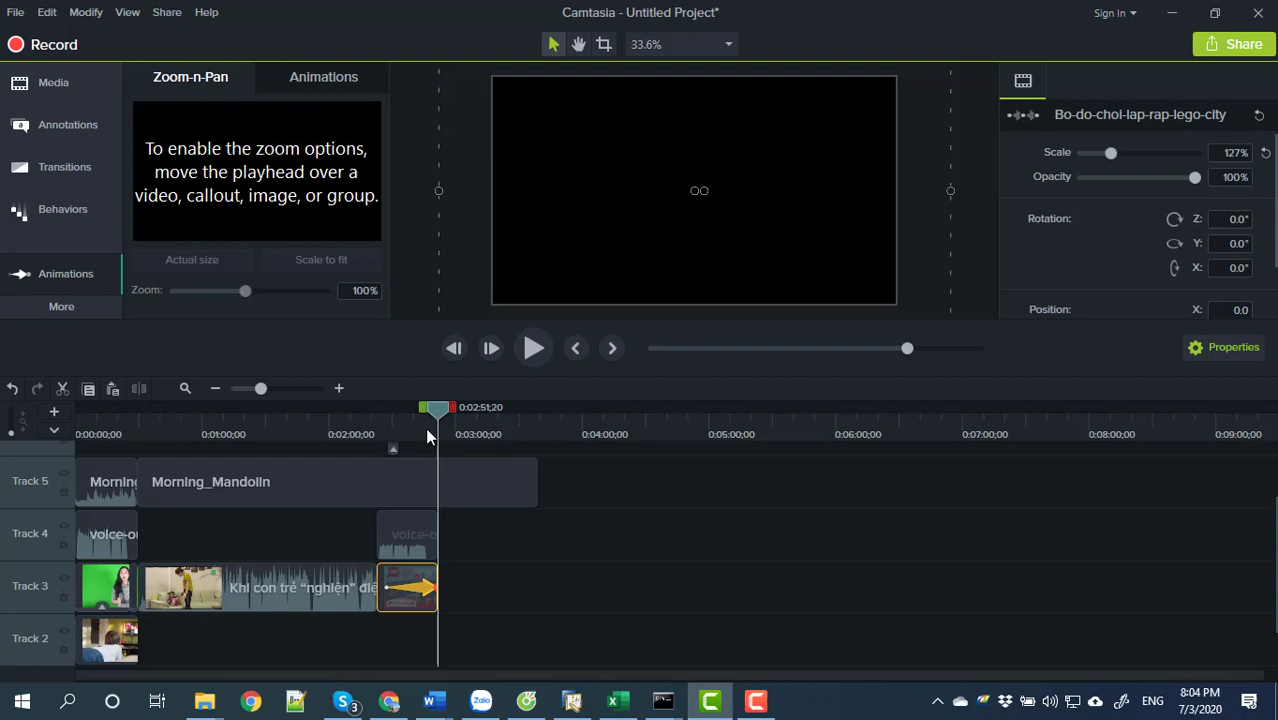 File Edit Modify View Share Help
Camtasia - Untitled Project*
Sign In
Record
33.6%
Share
Media
Annotations
Transitions
Behaviors
Animations
More
Zoom-n-Pan
Animations
To enable the zoom options,
move the playhead over a
video, callout, image, or group.
Actual size
Scale to fit
Zoom:
100%
Bo-do-choi-lap-rap-lego-city
Scale
127%
Opacity
100%
Rotation:
Z:
0.0°
Y:
0.0°
X:
0.0°
Position:
X:
0.0
Properties
0:02:51;20
0:00:00;00
0:01:00;00
0:02:00;00
0:03:00;00
0:04:00;00
0:05:00;00
0:06:00;00
0:07:00;00
0:08:00;00
0:09:00;00
Track 5
Morning
Morning_Mandolin
Track 4
voice-o
voice-o
Track 3
Khi con trẻ “nghiện” điệ
Track 2
3
ENG
8:04 PM
7/3/2020